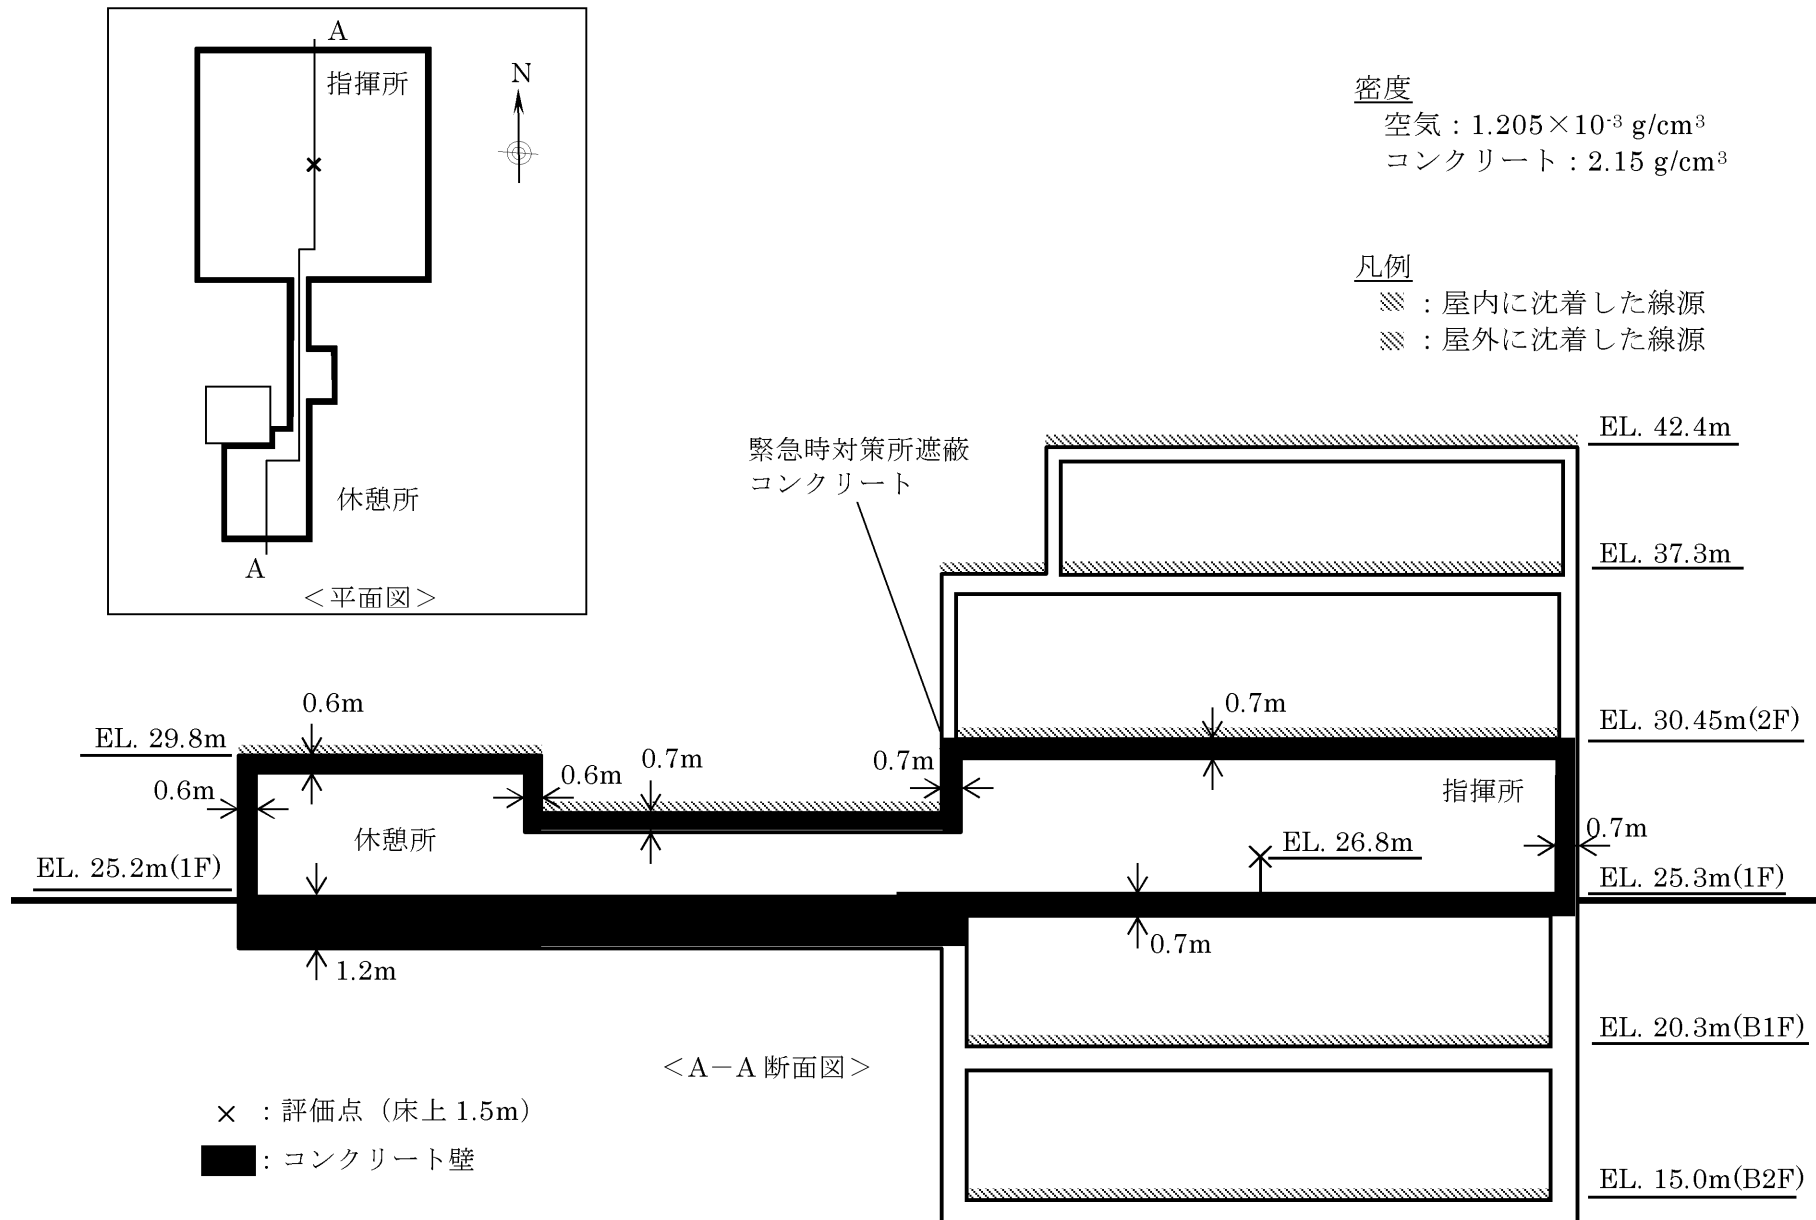 A
指揮所
N
休憩所
A
＜平面図＞
密度
空気：1.205×10⁻³ g/cm³
コンクリート：2.15 g/cm³
凡例
：屋内に沈着した線源
：屋外に沈着した線源
緊急時対策所遮蔽
コンクリート
EL. 42.4m
EL. 37.3m
EL. 30.45m(2F)
0.6m
0.7m
EL. 29.8m
0.6m
0.7m
0.7m
0.6m
指揮所
休憩所
0.7m
EL. 26.8m
EL. 25.2m(1F)
EL. 25.3m(1F)
0.7m
1.2m
EL. 20.3m(B1F)
＜A－A 断面図＞
×：評価点（床上 1.5m）
：コンクリート壁
EL. 15.0m(B2F)